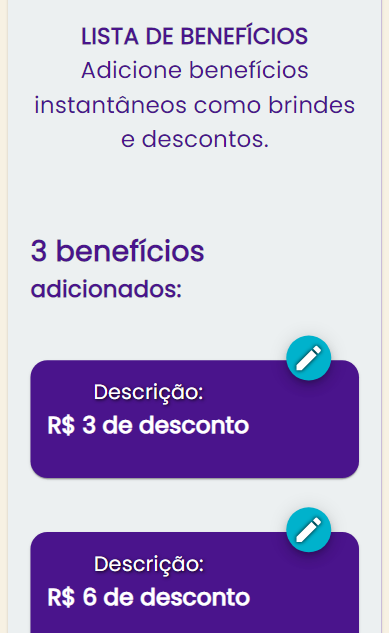 LISTA DE BENEFÍCIOS
Adicione benefícios
instantâneos como brindes
e descontos.
3 benefícios
adicionados:
Descrição:
R$ 3 de desconto
Descrição:
R$ 6 de desconto